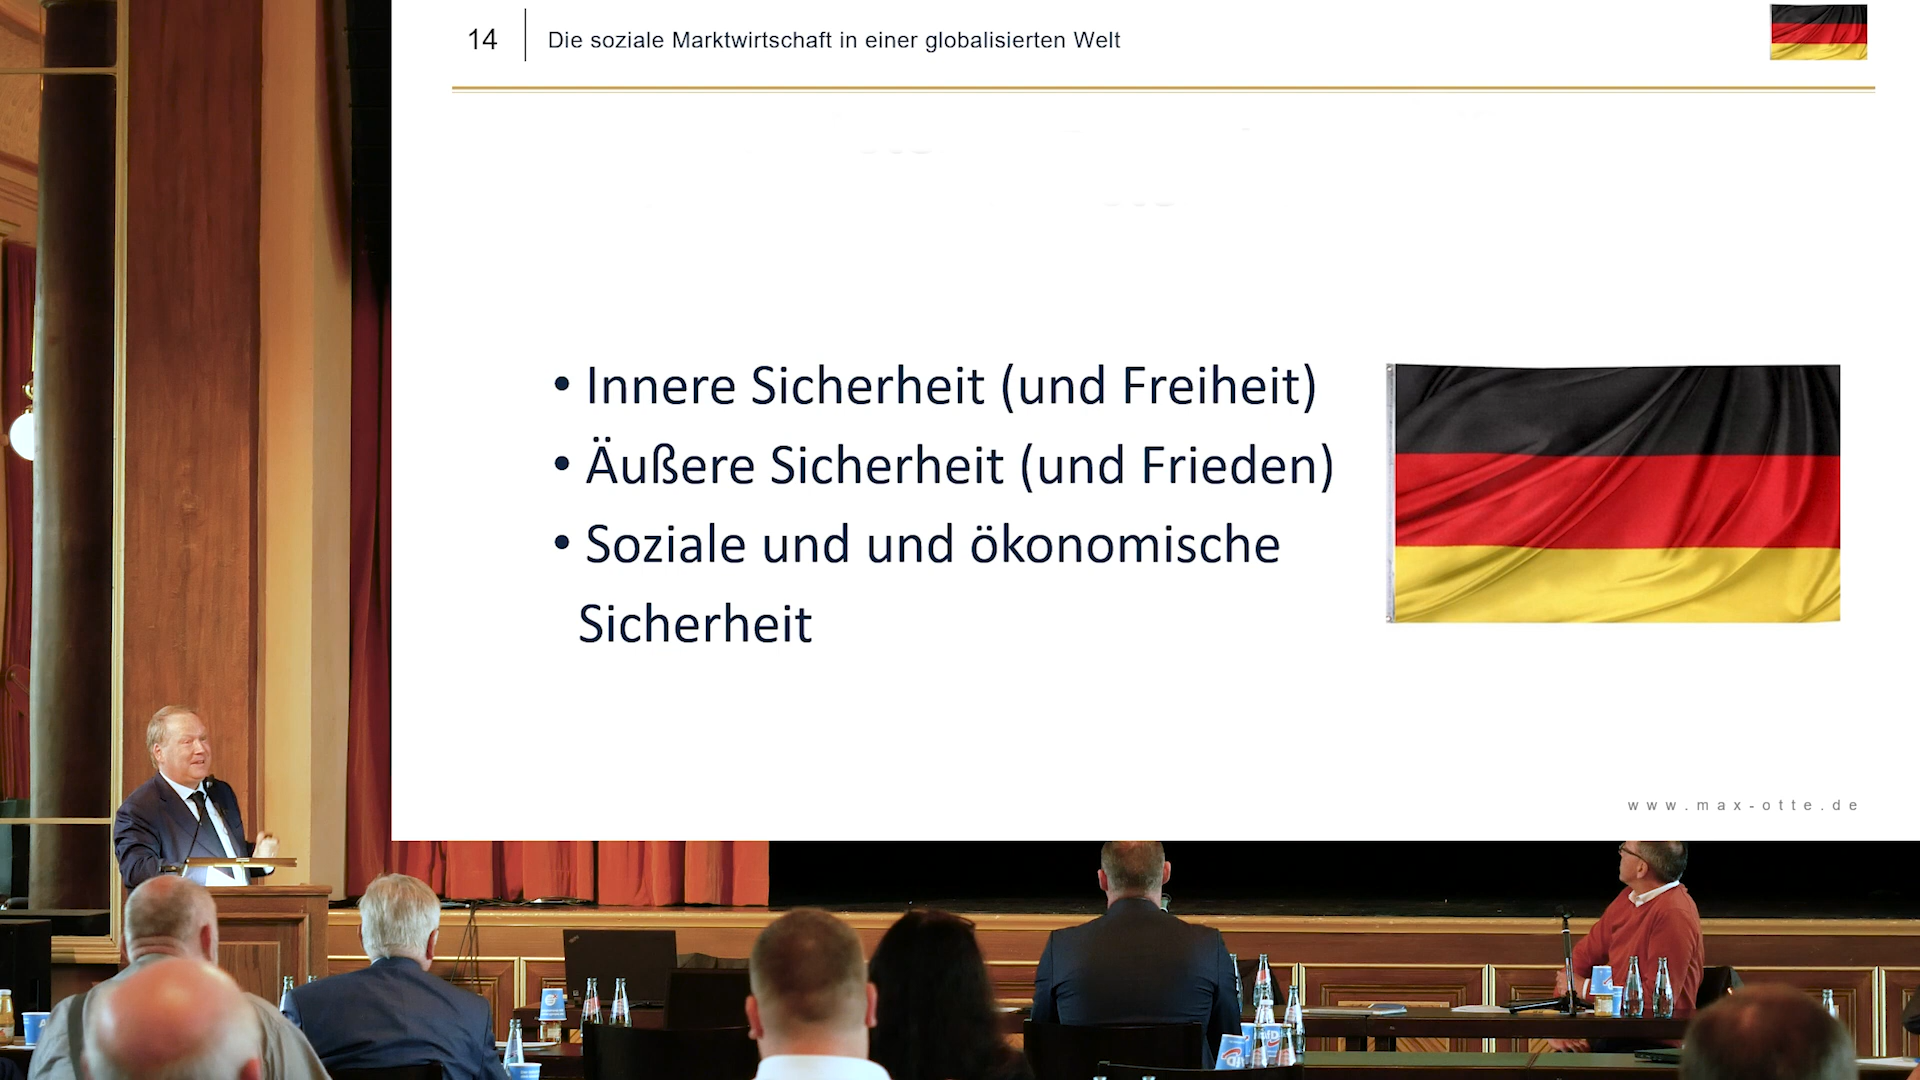 14
Die soziale Marktwirtschaft in einer globalisierten Welt
• Innere Sicherheit (und Freiheit)
• Äußere Sicherheit (und Frieden)
• Soziale und und ökonomische
Sicherheit
www.max-otte.de
AfD